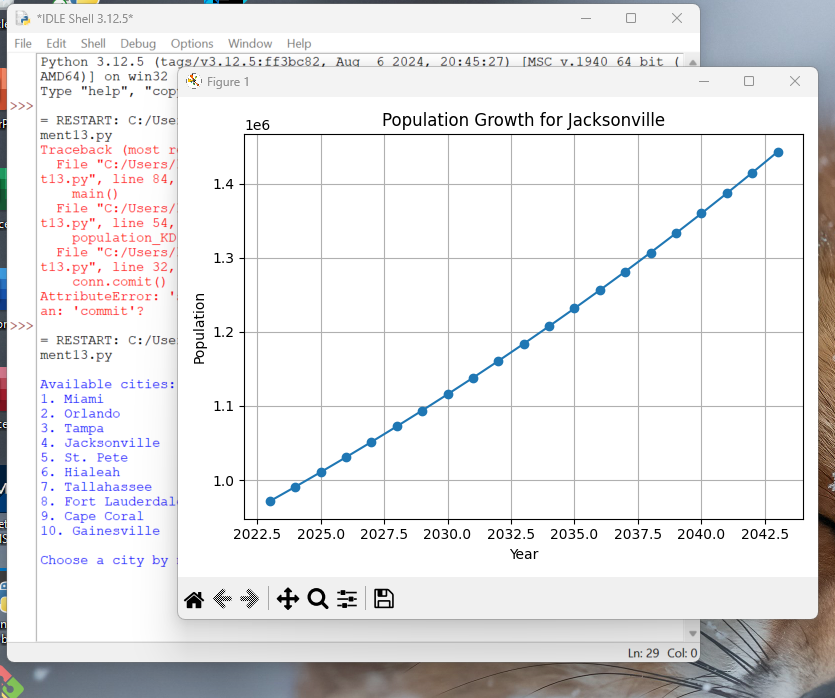 *IDLE Shell 3.12.5*
File Edit Shell Debug Options Window Help
Python 3.12.5 (tags/v3.12.5:ff3bc82, Aug 6 2024, 20:45:27) [MSC v.1940 64 bit (
AMD64)] on win32
Type "help", "cop
>>>
= RESTART: C:/Use
ment13.py
Traceback (most r
File "C:/Users/
t13.py", line 84,
main()
File "C:/Users/
t13.py", line 54,
population_KD
File "C:/Users/
t13.py", line 32,
conn.comit()
AttributeError: '
an: 'commit'?
>>>
= RESTART: C:/Use
ment13.py
Available cities:
1. Miami
2. Orlando
3. Tampa
4. Jacksonville
5. St. Pete
6. Hialeah
7. Tallahassee
8. Fort Lauderdal
9. Cape Coral
10. Gainesville
Choose a city by
Ln: 29 Col: 0
Figure 1
Population Growth for Jacksonville
1e6
1.4
1.3
1.2
1.1
1.0
Population
2022.5 2025.0 2027.5 2030.0 2032.5 2035.0 2037.5 2040.0 2042.5
Year